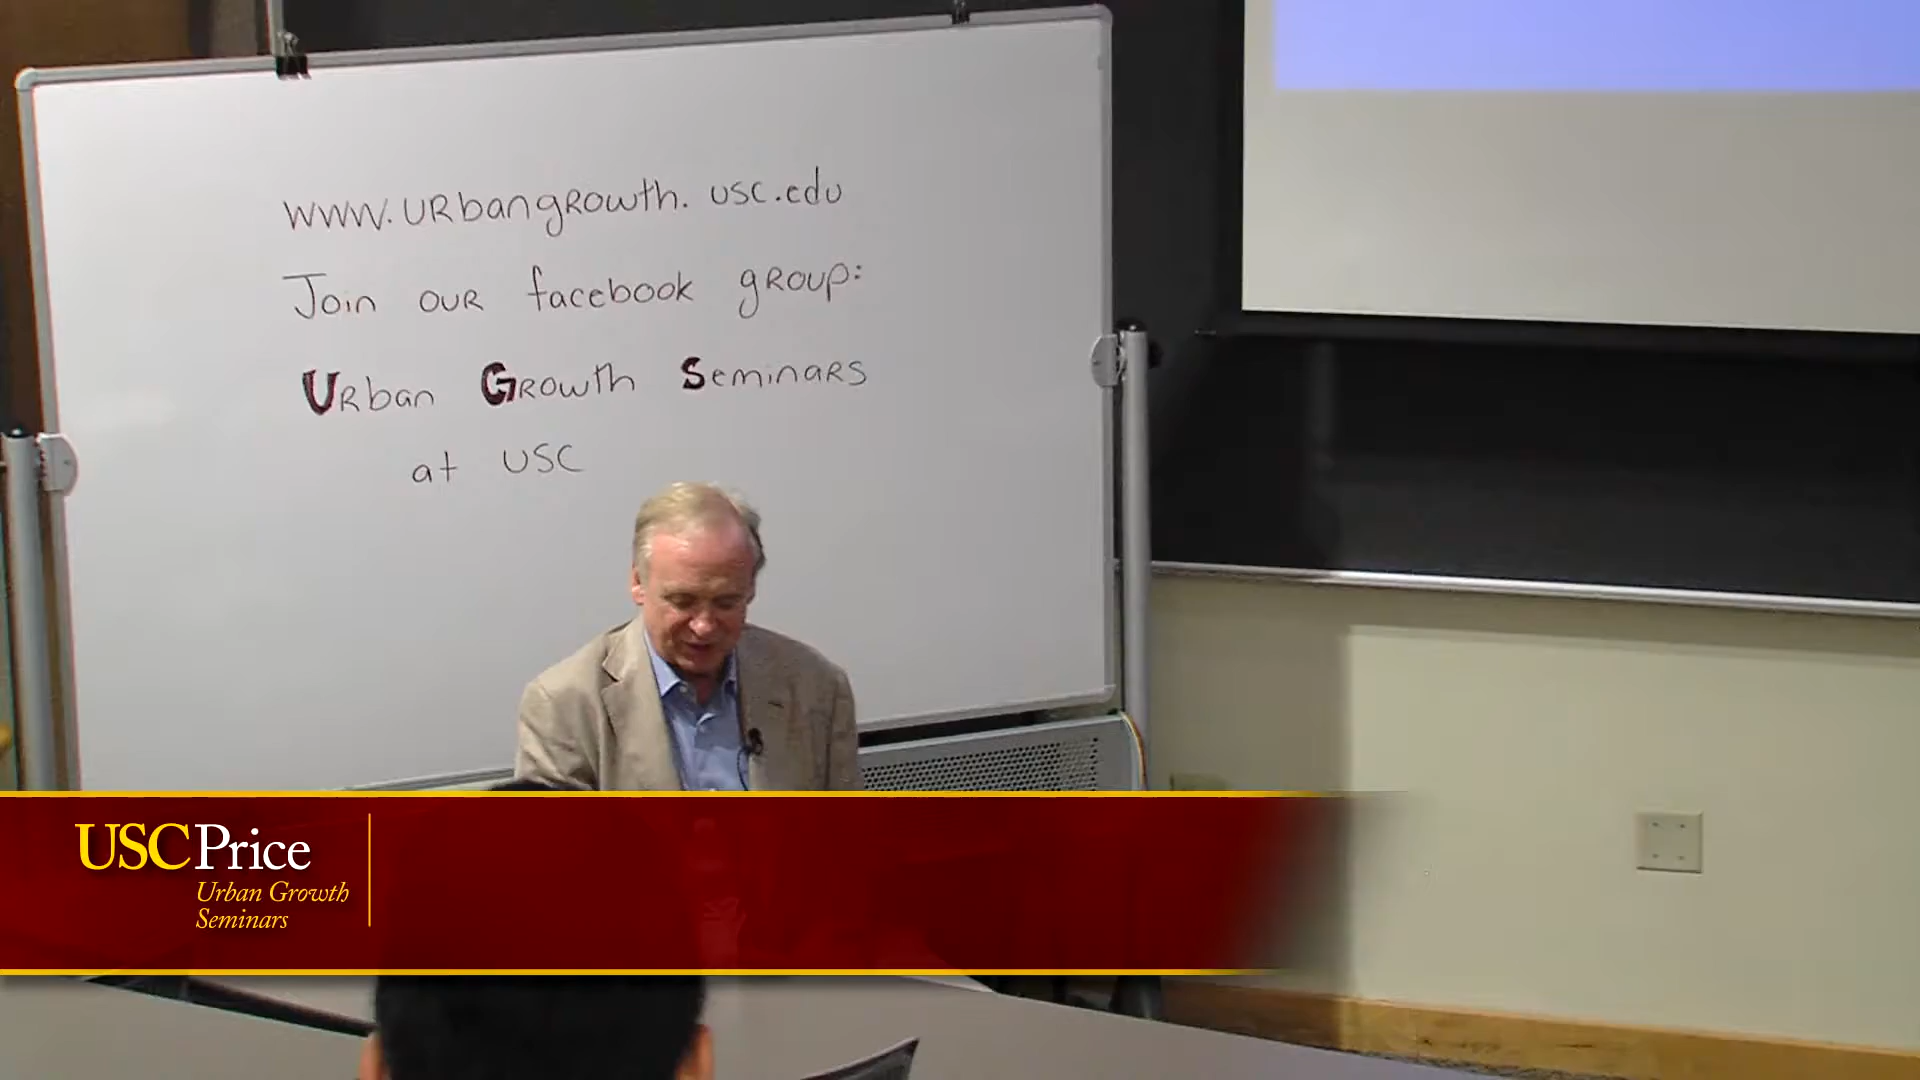 www.urbangrowth.usc.edu
Join our facebook group:
Urban Growth Seminars
at USC
USCPrice
Urban Growth
Seminars